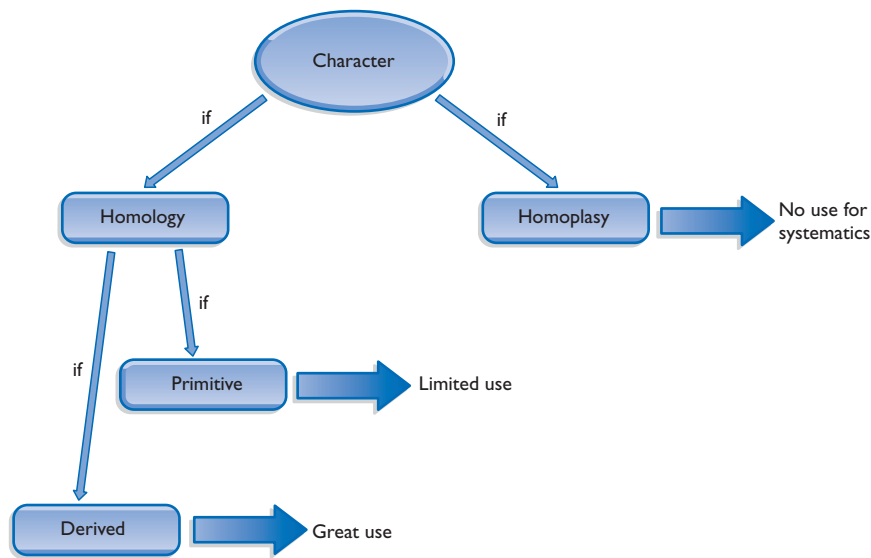 Character
if
if
Homology
Homoplasy
No use for
systematics
if
if
Primitive
Limited use
Derived
Great use